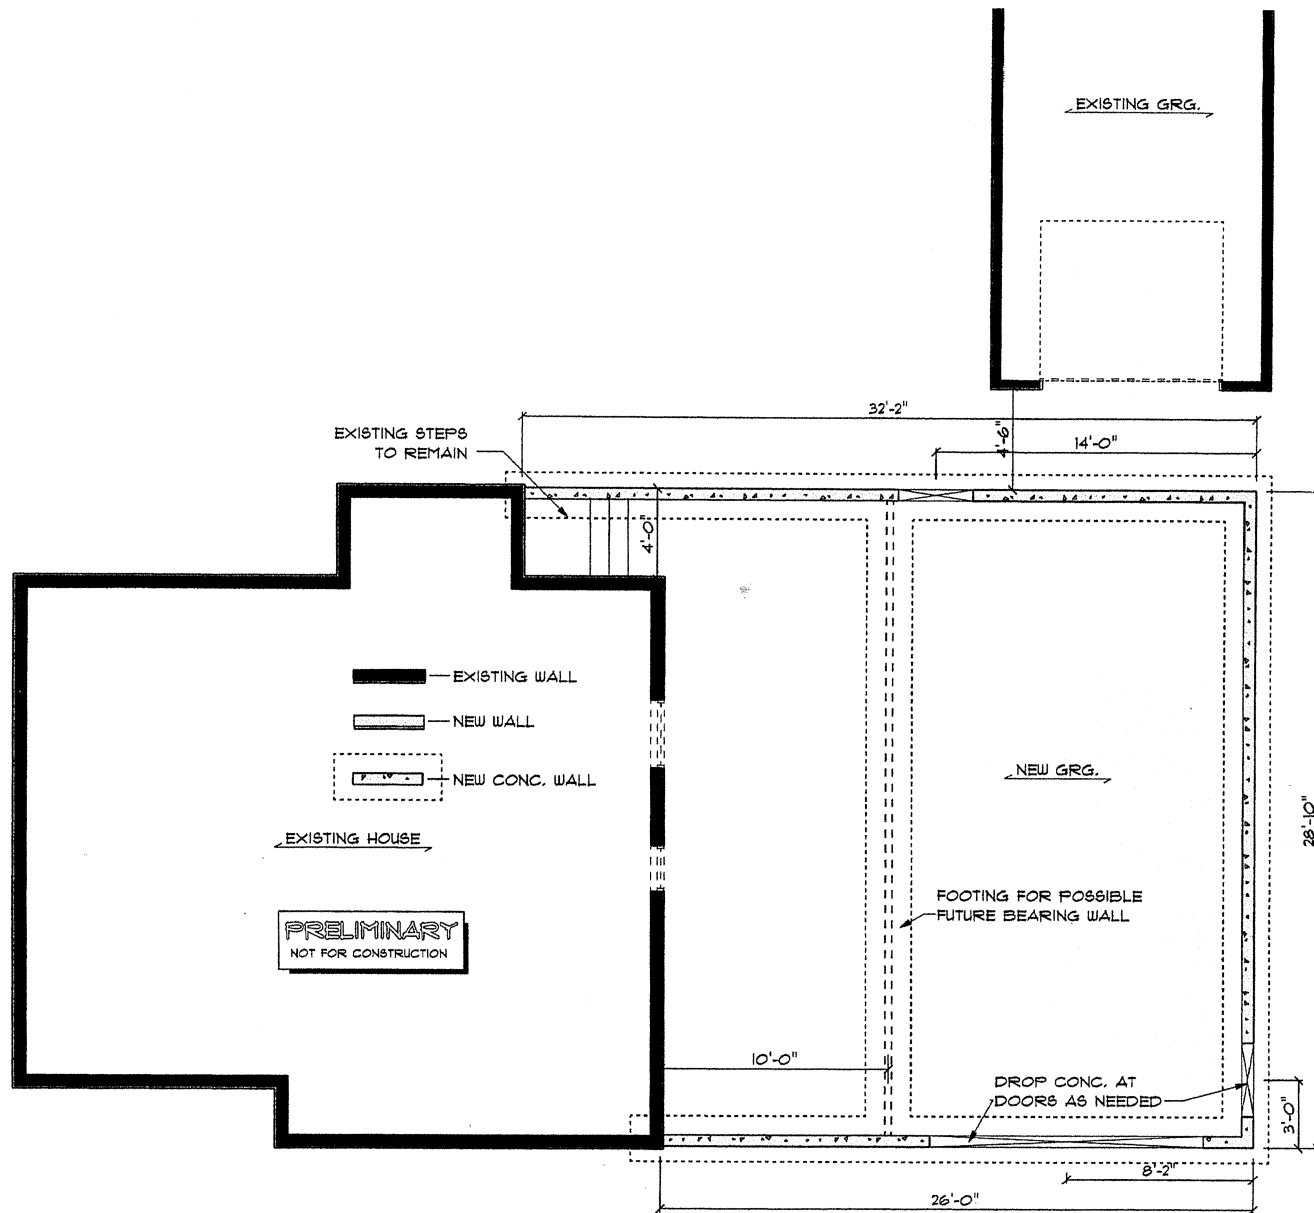 EXISTING GRG.
32'-2"
4'-6"
14'-0"
EXISTING STEPS
TO REMAIN
4'-0"
EXISTING WALL
NEW WALL
NEW CONC. WALL
NEW GRG.
28'-10"
EXISTING HOUSE
FOOTING FOR POSSIBLE
FUTURE BEARING WALL
PRELIMINARY
NOT FOR CONSTRUCTION
10'-0"
DROP CONC. AT
DOORS AS NEEDED
3'-0"
8'-2"
26'-0"